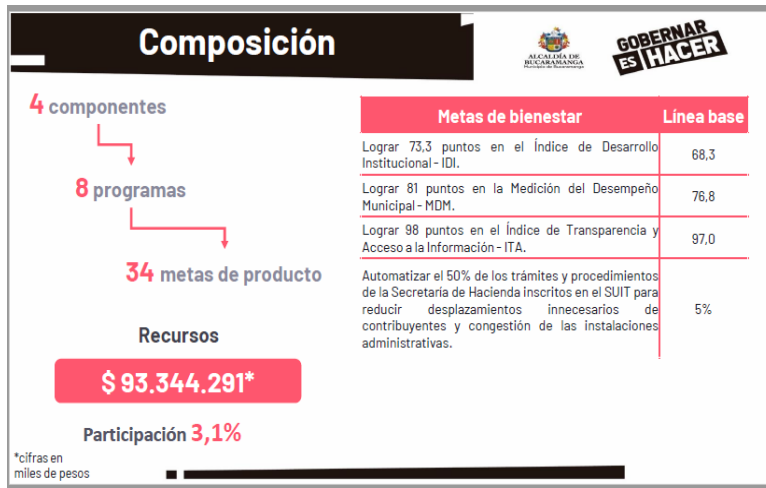 Composición
ALCALDÍA DE
BUCARAMANGA
Municipio de Bucaramanga
GOBERNAR
ES HACER
4 componentes
8 programas
34 metas de producto
Recursos
$ 93.344.291*
Participación 3,1%
*cifras en
miles de pesos
Metas de bienestar Línea base
Lograr 73,3 puntos en el Índice de Desarrollo
Institucional - IDI.
68,3
Lograr 81 puntos en la Medición del Desempeño
Municipal - MDM.
76,8
Lograr 98 puntos en el Índice de Transparencia y
Acceso a la Información - ITA.
97,0
Automatizar el 50% de los trámites y procedimientos
de la Secretaría de Hacienda inscritos en el SUIT para
reducir desplazamientos innecesarios de
contribuyentes y congestión de las instalaciones
administrativas.
5%